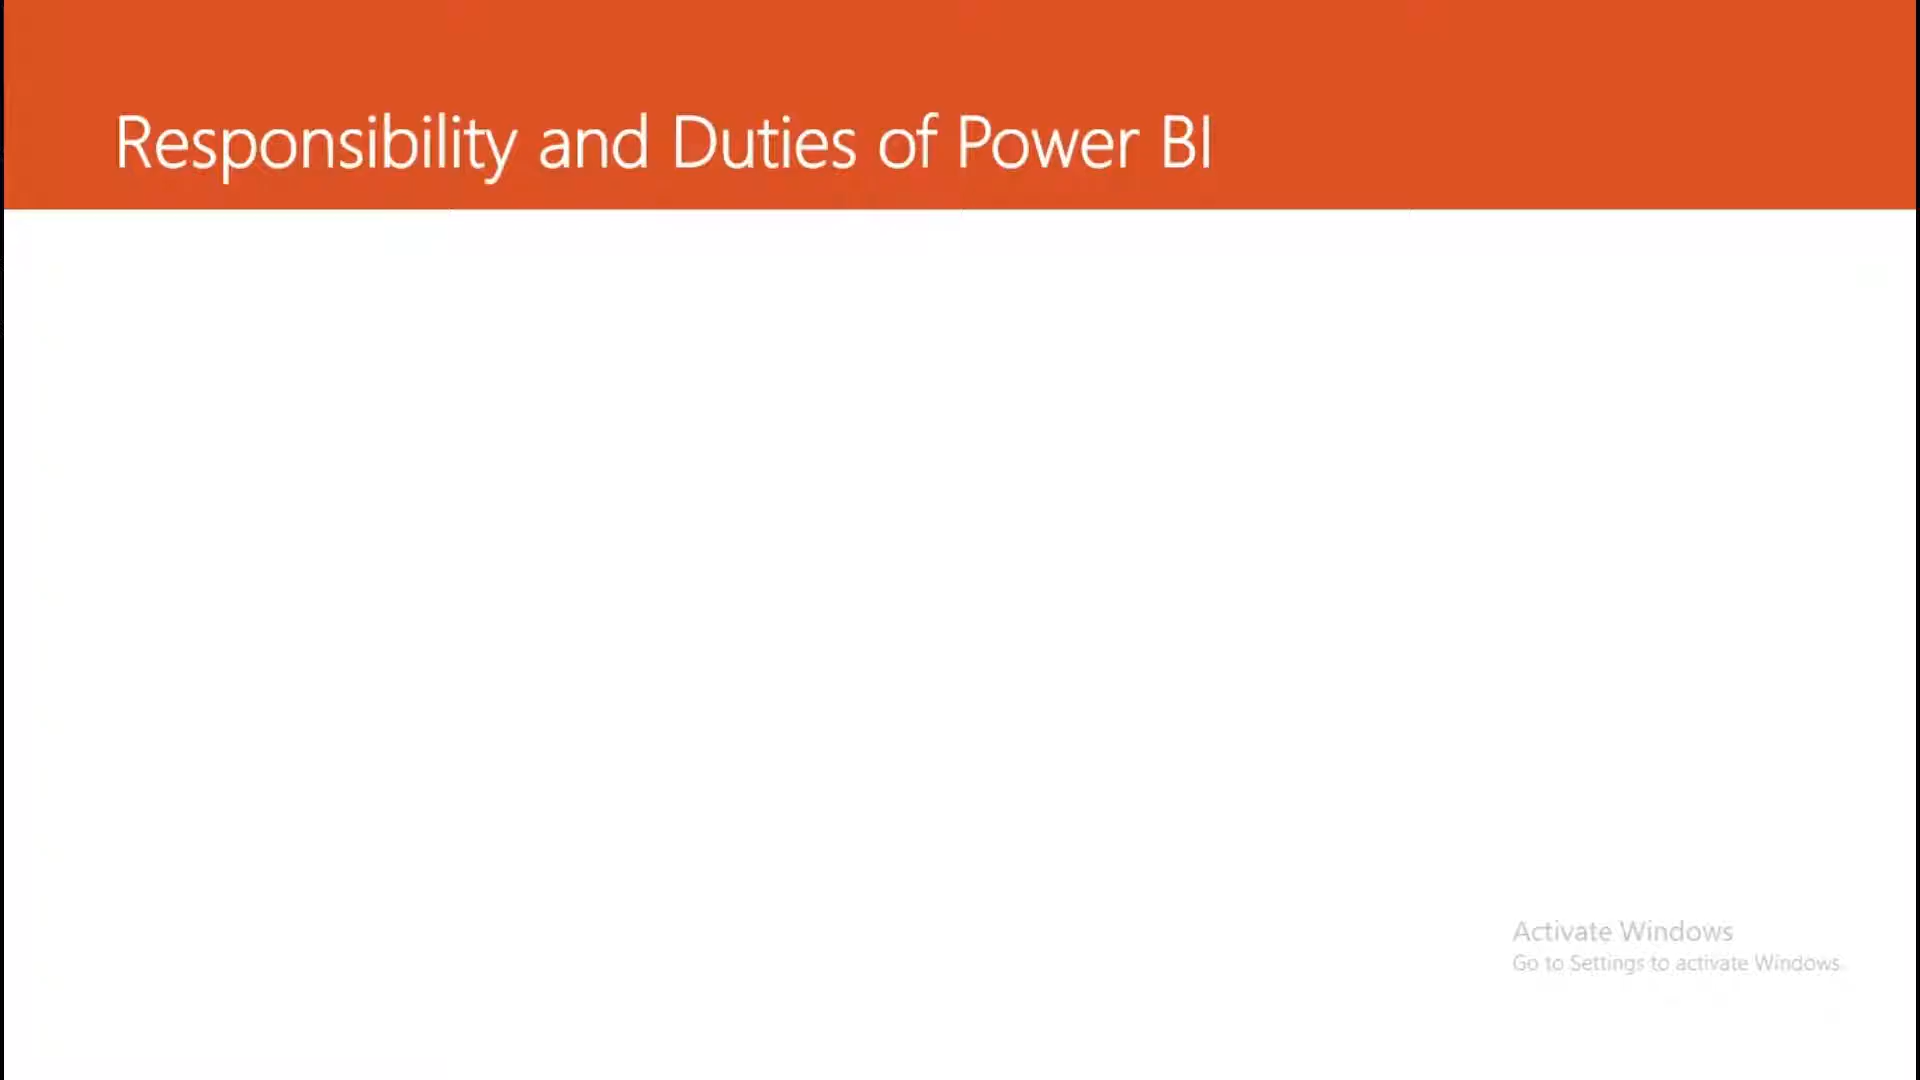 Responsibility and Duties of Power BI
Activate Windows
Go to Settings to activate Windows.